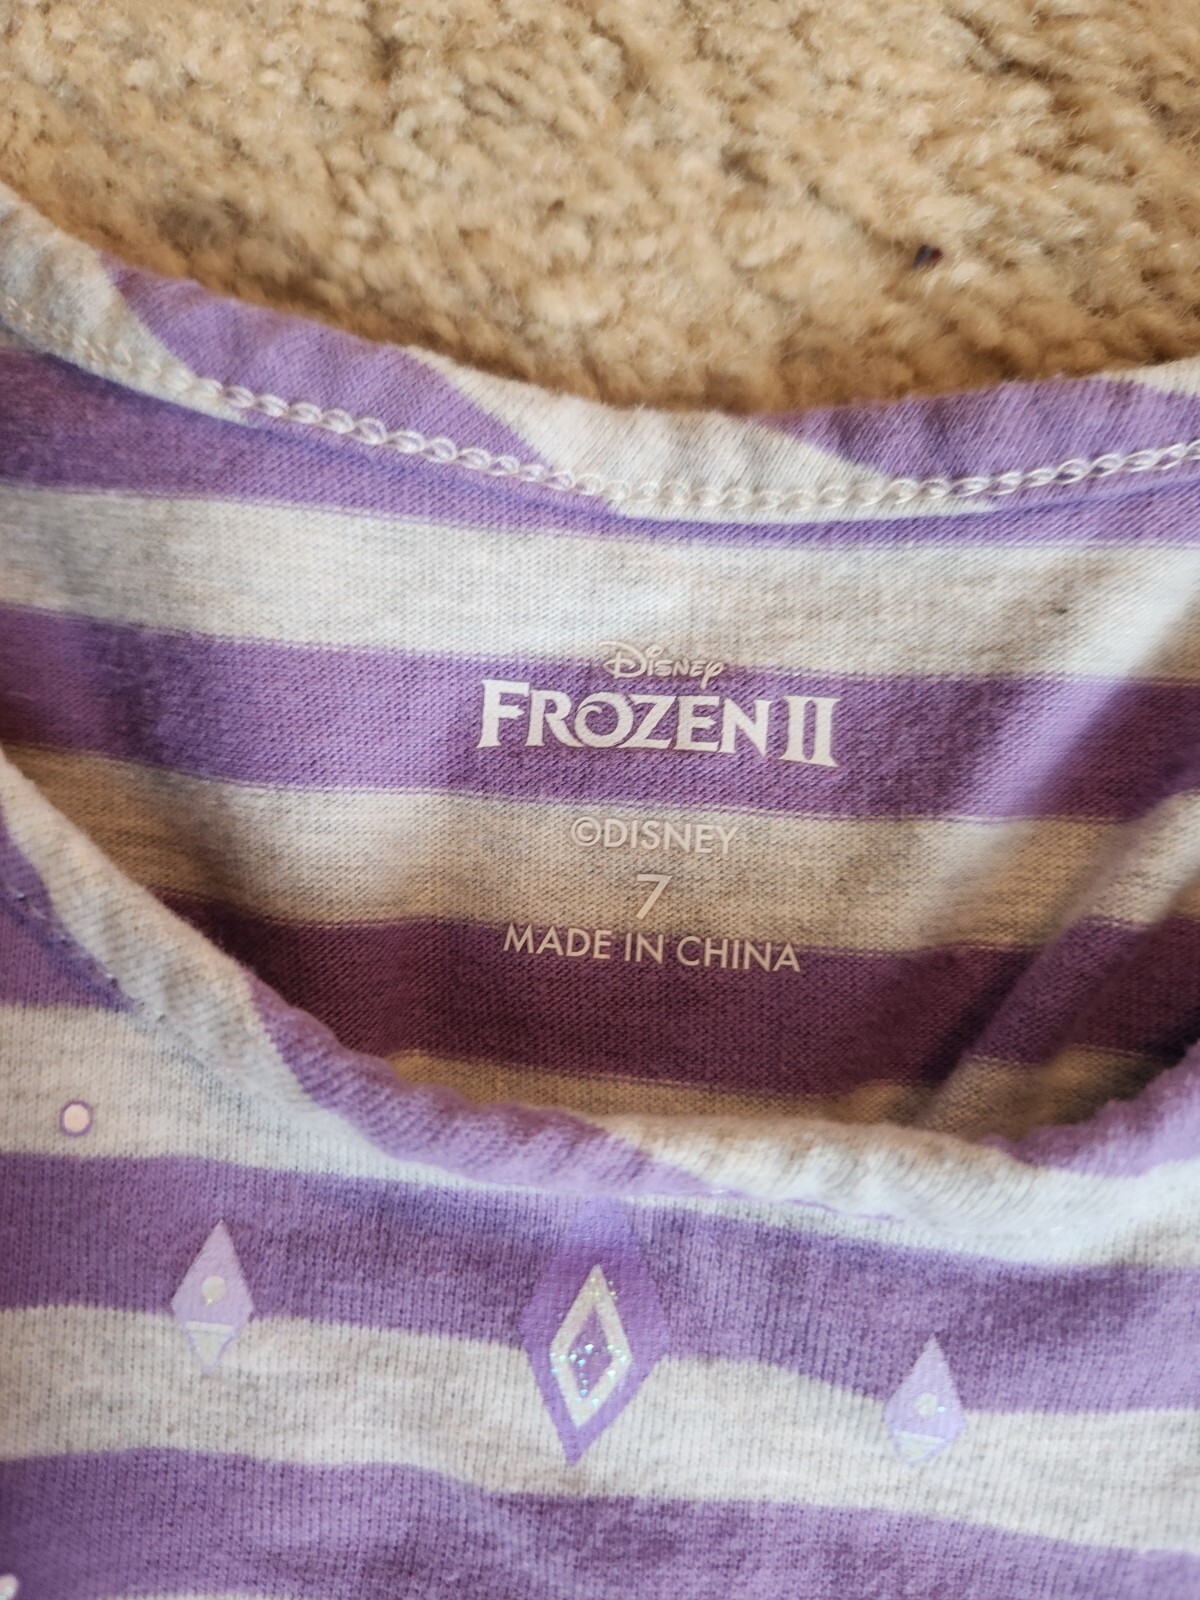 Disney
FROZEN II
©DISNEY
7
MADE IN CHINA